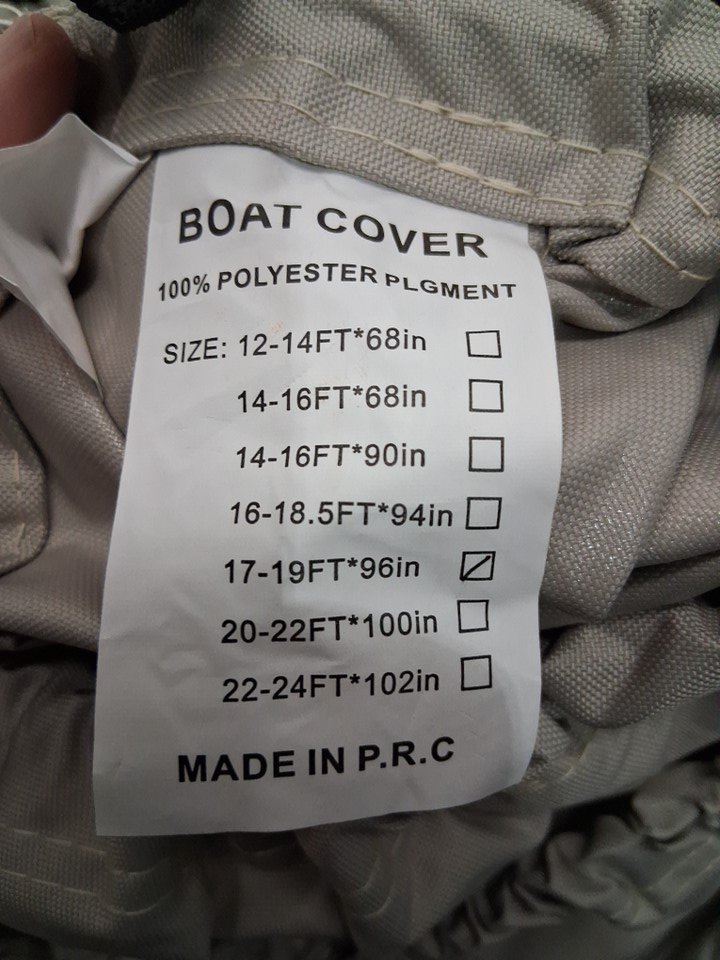 BOAT COVER
100% POLYESTER PLGMENT
SIZE: 12-14FT*68in ☐
14-16FT*68in ☐
14-16FT*90in ☐
16-18.5FT*94in ☐
17-19FT*96in ☑
20-22FT*100in ☐
22-24FT*102in ☐
MADE IN P.R.C